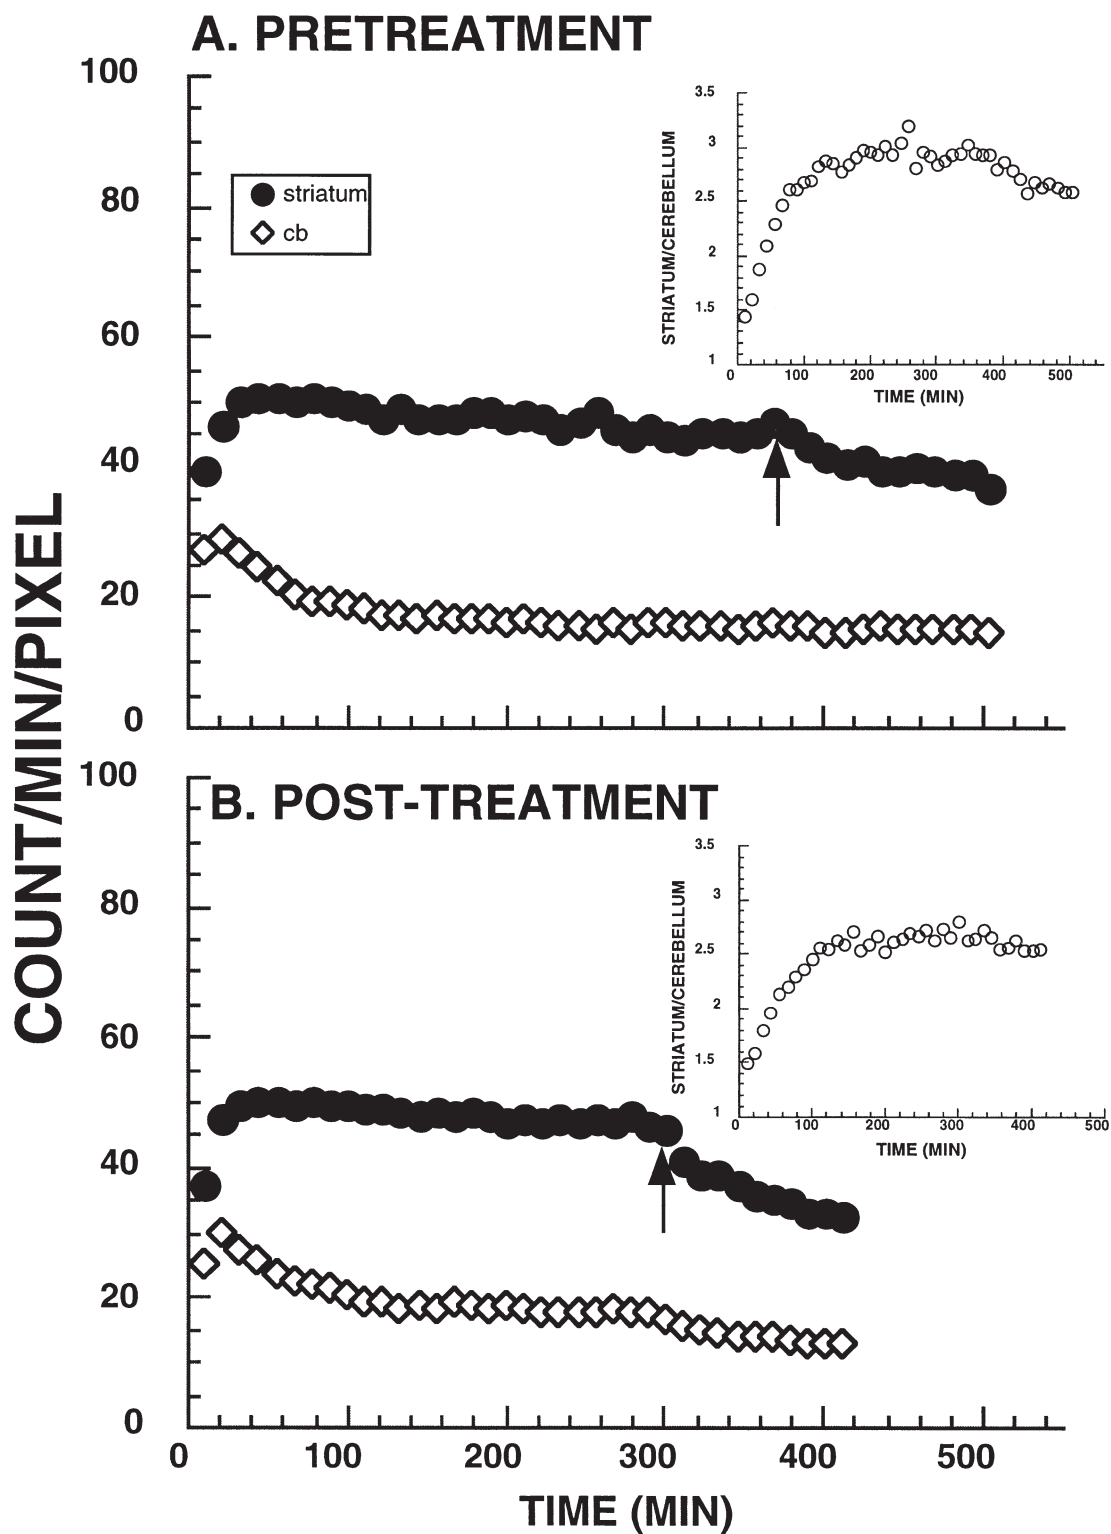 A. PRETREATMENT
100
80
60
40
20
0
striatum
cb
3.5
3
2.5
2
1.5
1
STRIATUM/CEREBELLUM
0 100 200 300 400 500
TIME (MIN)
COUNT/MIN/PIXEL
B. POST-TREATMENT
100
80
60
40
20
0
3.5
3
2.5
2
1.5
1
STRIATUM/CEREBELLUM
0 100 200 300 400 500
TIME (MIN)
0 100 200 300 400 500
TIME (MIN)